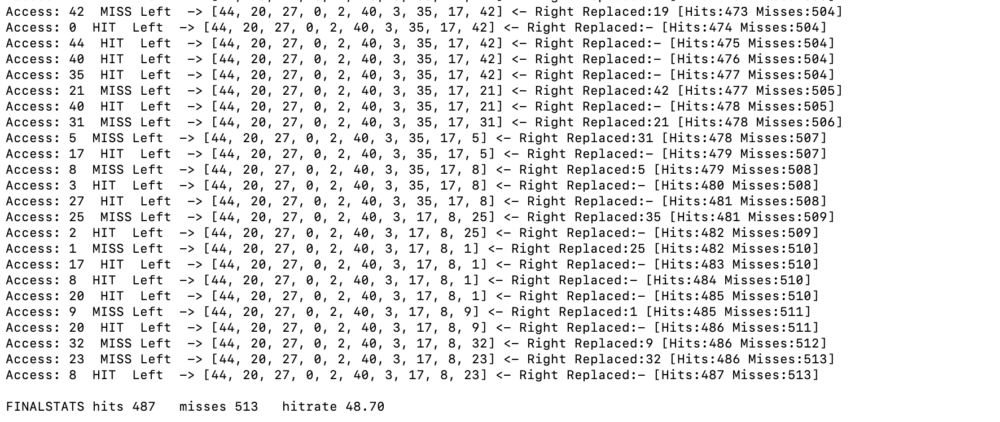 Access: 42  MISS Left  -> [44, 20, 27, 0, 2, 40, 3, 35, 17, 42] <- Right Replaced:19 [Hits:473 Misses:504]
Access: 0  HIT  Left  -> [44, 20, 27, 0, 2, 40, 3, 35, 17, 42] <- Right Replaced:- [Hits:474 Misses:504]
Access: 44  HIT  Left  -> [44, 20, 27, 0, 2, 40, 3, 35, 17, 42] <- Right Replaced:- [Hits:475 Misses:504]
Access: 40  HIT  Left  -> [44, 20, 27, 0, 2, 40, 3, 35, 17, 42] <- Right Replaced:- [Hits:476 Misses:504]
Access: 35  HIT  Left  -> [44, 20, 27, 0, 2, 40, 3, 35, 17, 42] <- Right Replaced:- [Hits:477 Misses:504]
Access: 21  MISS Left  -> [44, 20, 27, 0, 2, 40, 3, 35, 17, 21] <- Right Replaced:42 [Hits:477 Misses:505]
Access: 40  HIT  Left  -> [44, 20, 27, 0, 2, 40, 3, 35, 17, 21] <- Right Replaced:- [Hits:478 Misses:505]
Access: 31  MISS Left  -> [44, 20, 27, 0, 2, 40, 3, 35, 17, 31] <- Right Replaced:21 [Hits:478 Misses:506]
Access: 5  MISS Left  -> [44, 20, 27, 0, 2, 40, 3, 35, 17, 5] <- Right Replaced:31 [Hits:478 Misses:507]
Access: 17  HIT  Left  -> [44, 20, 27, 0, 2, 40, 3, 35, 17, 5] <- Right Replaced:- [Hits:479 Misses:507]
Access: 8  MISS Left  -> [44, 20, 27, 0, 2, 40, 3, 35, 17, 8] <- Right Replaced:5 [Hits:479 Misses:508]
Access: 3  HIT  Left  -> [44, 20, 27, 0, 2, 40, 3, 35, 17, 8] <- Right Replaced:- [Hits:480 Misses:508]
Access: 27  HIT  Left  -> [44, 20, 27, 0, 2, 40, 3, 35, 17, 8] <- Right Replaced:- [Hits:481 Misses:508]
Access: 25  MISS Left  -> [44, 20, 27, 0, 2, 40, 3, 17, 8, 25] <- Right Replaced:35 [Hits:481 Misses:509]
Access: 2  HIT  Left  -> [44, 20, 27, 0, 2, 40, 3, 17, 8, 25] <- Right Replaced:- [Hits:482 Misses:509]
Access: 1  MISS Left  -> [44, 20, 27, 0, 2, 40, 3, 17, 8, 1] <- Right Replaced:25 [Hits:482 Misses:510]
Access: 17  HIT  Left  -> [44, 20, 27, 0, 2, 40, 3, 17, 8, 1] <- Right Replaced:- [Hits:483 Misses:510]
Access: 8  HIT  Left  -> [44, 20, 27, 0, 2, 40, 3, 17, 8, 1] <- Right Replaced:- [Hits:484 Misses:510]
Access: 20  HIT  Left  -> [44, 20, 27, 0, 2, 40, 3, 17, 8, 1] <- Right Replaced:- [Hits:485 Misses:510]
Access: 9  MISS Left  -> [44, 20, 27, 0, 2, 40, 3, 17, 8, 9] <- Right Replaced:1 [Hits:485 Misses:511]
Access: 20  HIT  Left  -> [44, 20, 27, 0, 2, 40, 3, 17, 8, 9] <- Right Replaced:- [Hits:486 Misses:511]
Access: 32  MISS Left  -> [44, 20, 27, 0, 2, 40, 3, 17, 8, 32] <- Right Replaced:9 [Hits:486 Misses:512]
Access: 23  MISS Left  -> [44, 20, 27, 0, 2, 40, 3, 17, 8, 23] <- Right Replaced:32 [Hits:486 Misses:513]
Access: 8  HIT  Left  -> [44, 20, 27, 0, 2, 40, 3, 17, 8, 23] <- Right Replaced:- [Hits:487 Misses:513]
FINALSTATS hits 487   misses 513   hitrate 48.70